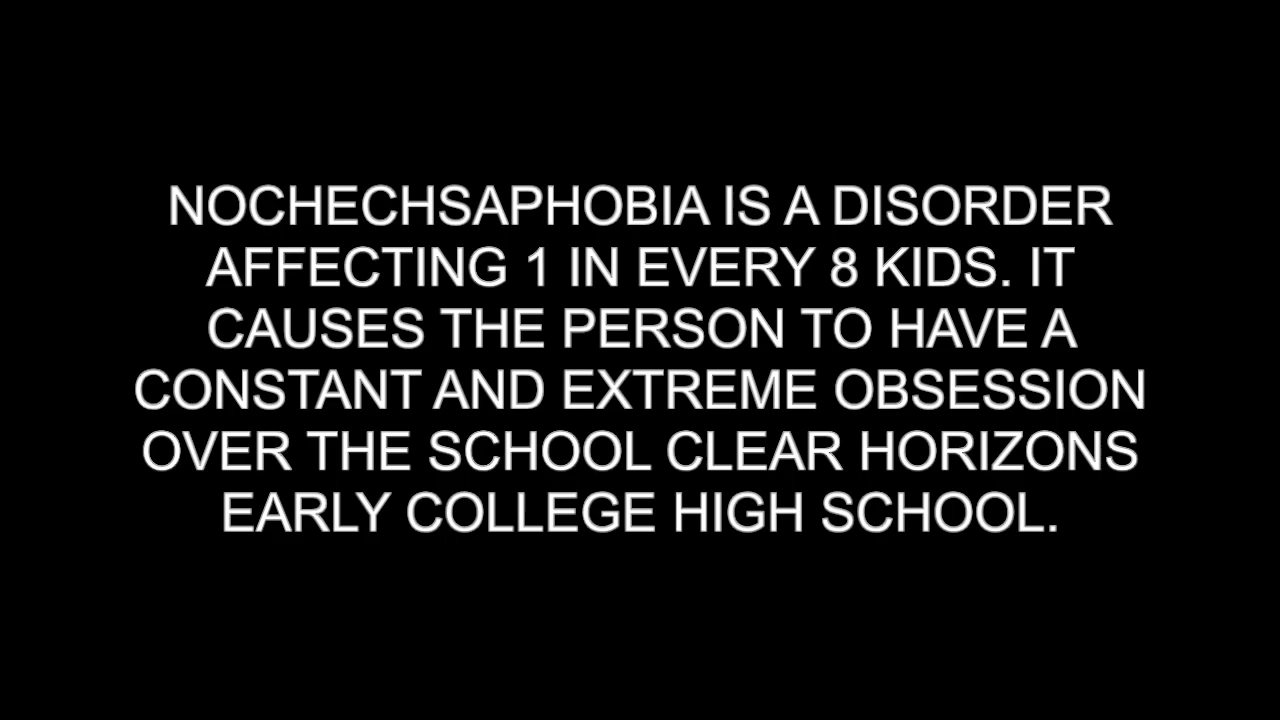 NOCHECHSAPHOBIA IS A DISORDER
AFFECTING 1 IN EVERY 8 KIDS. IT
CAUSES THE PERSON TO HAVE A
CONSTANT AND EXTREME OBSESSION
OVER THE SCHOOL CLEAR HORIZONS
EARLY COLLEGE HIGH SCHOOL.